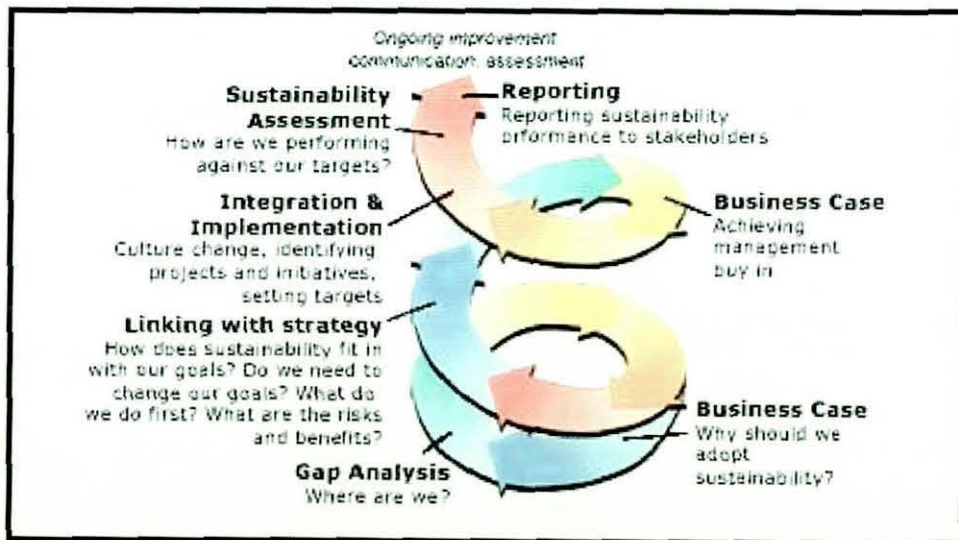 Ongoing improvement
communication, assessment
Sustainability
Assessment
How are we performing
against our targets?
Reporting
Reporting sustainability
prformance to stakeholders
Integration &
Implementation
Culture change, identifying
projects and initiatives,
setting targets
Business Case
Achieving
management
buy in
Linking with strategy
How does sustainability fit in
with our goals? Do we need to
change our goals? What do
we do first? What are the risks
and benefits?
Business Case
Why should we
adopt
sustainability?
Gap Analysis
Where are we?